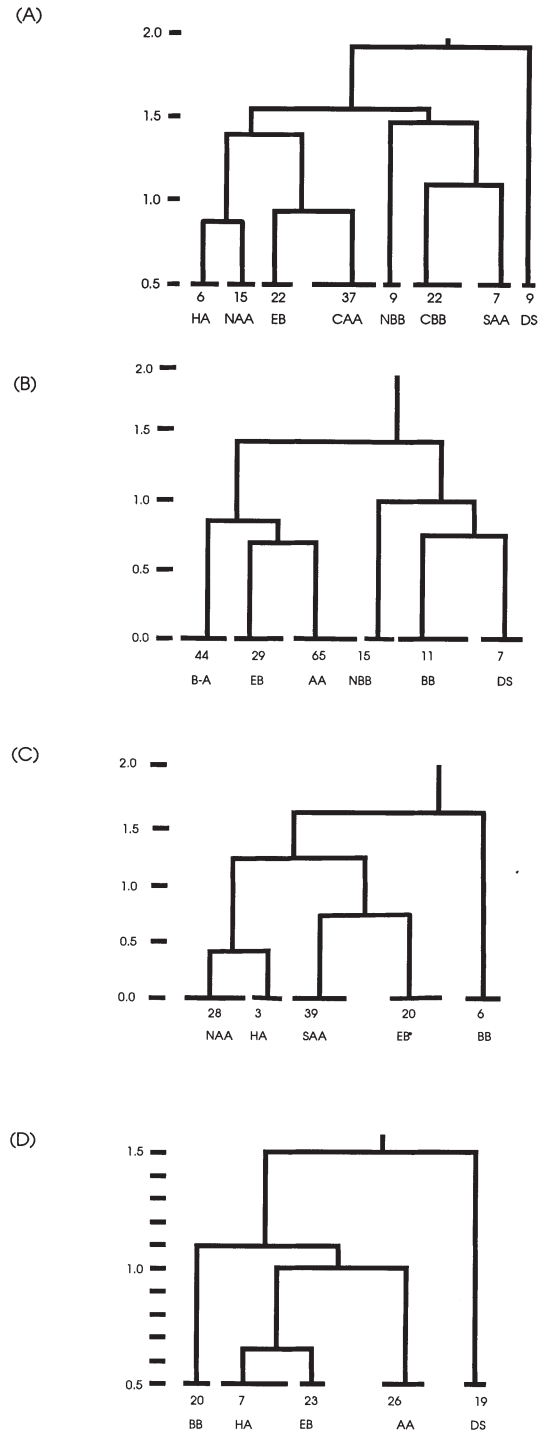 (A)
2.0
1.5
1.0
0.5
6 15 22 37 9 22 7 9
HA NAA EB CAA NBB CBB SAA DS
(B)
2.0
1.5
1.0
0.5
0.0
44 29 65 15 11 7
B-A EB AA NBB BB DS
(C)
2.0
1.5
1.0
0.5
0.0
28 3 39 20 6
NAA HA SAA EB* BB
(D)
1.5
1.0
0.5
20 7 23 26 19
BB HA EB AA DS